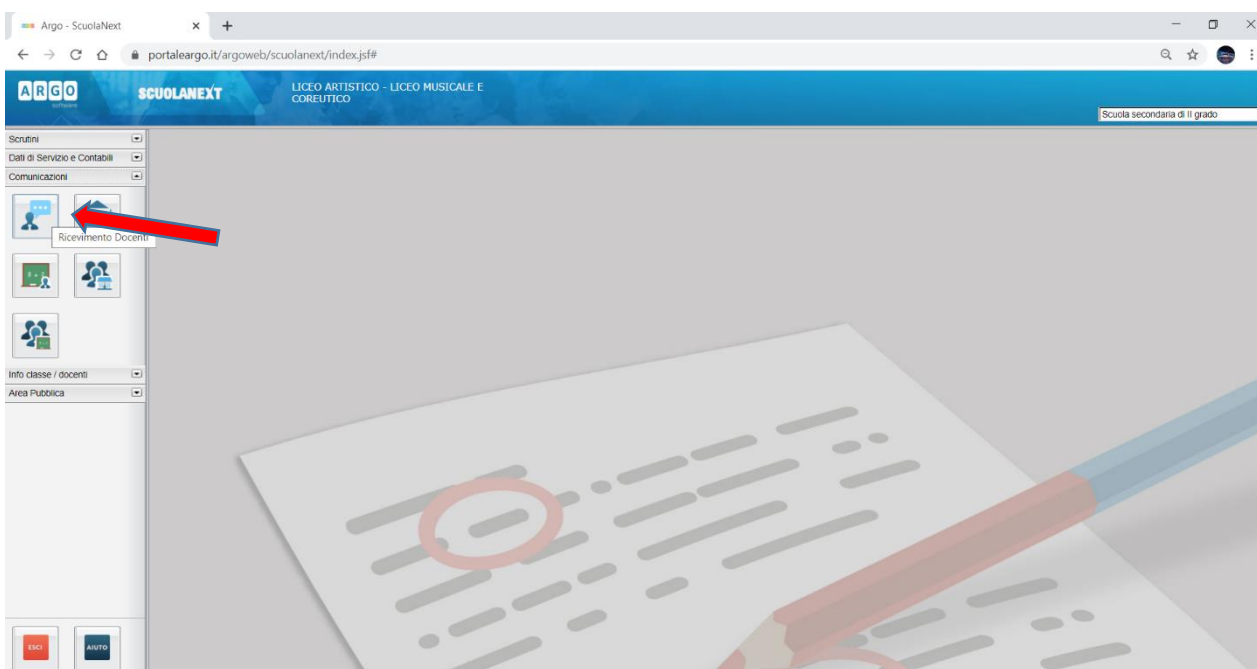 Argo - ScuolaNext
portaleargo.it/argoweb/scuolanext/index.jsf#
ARGO
software
SCUOLANEXT
LICEO ARTISTICO - LICEO MUSICALE E
COREUTICO
Scuola secondaria di II grado
Scrutini
Dati di Servizio e Contabili
Comunicazioni
Ricevimento Docenti
Info classe / docenti
Area Pubblica
ESCI
AIUTO